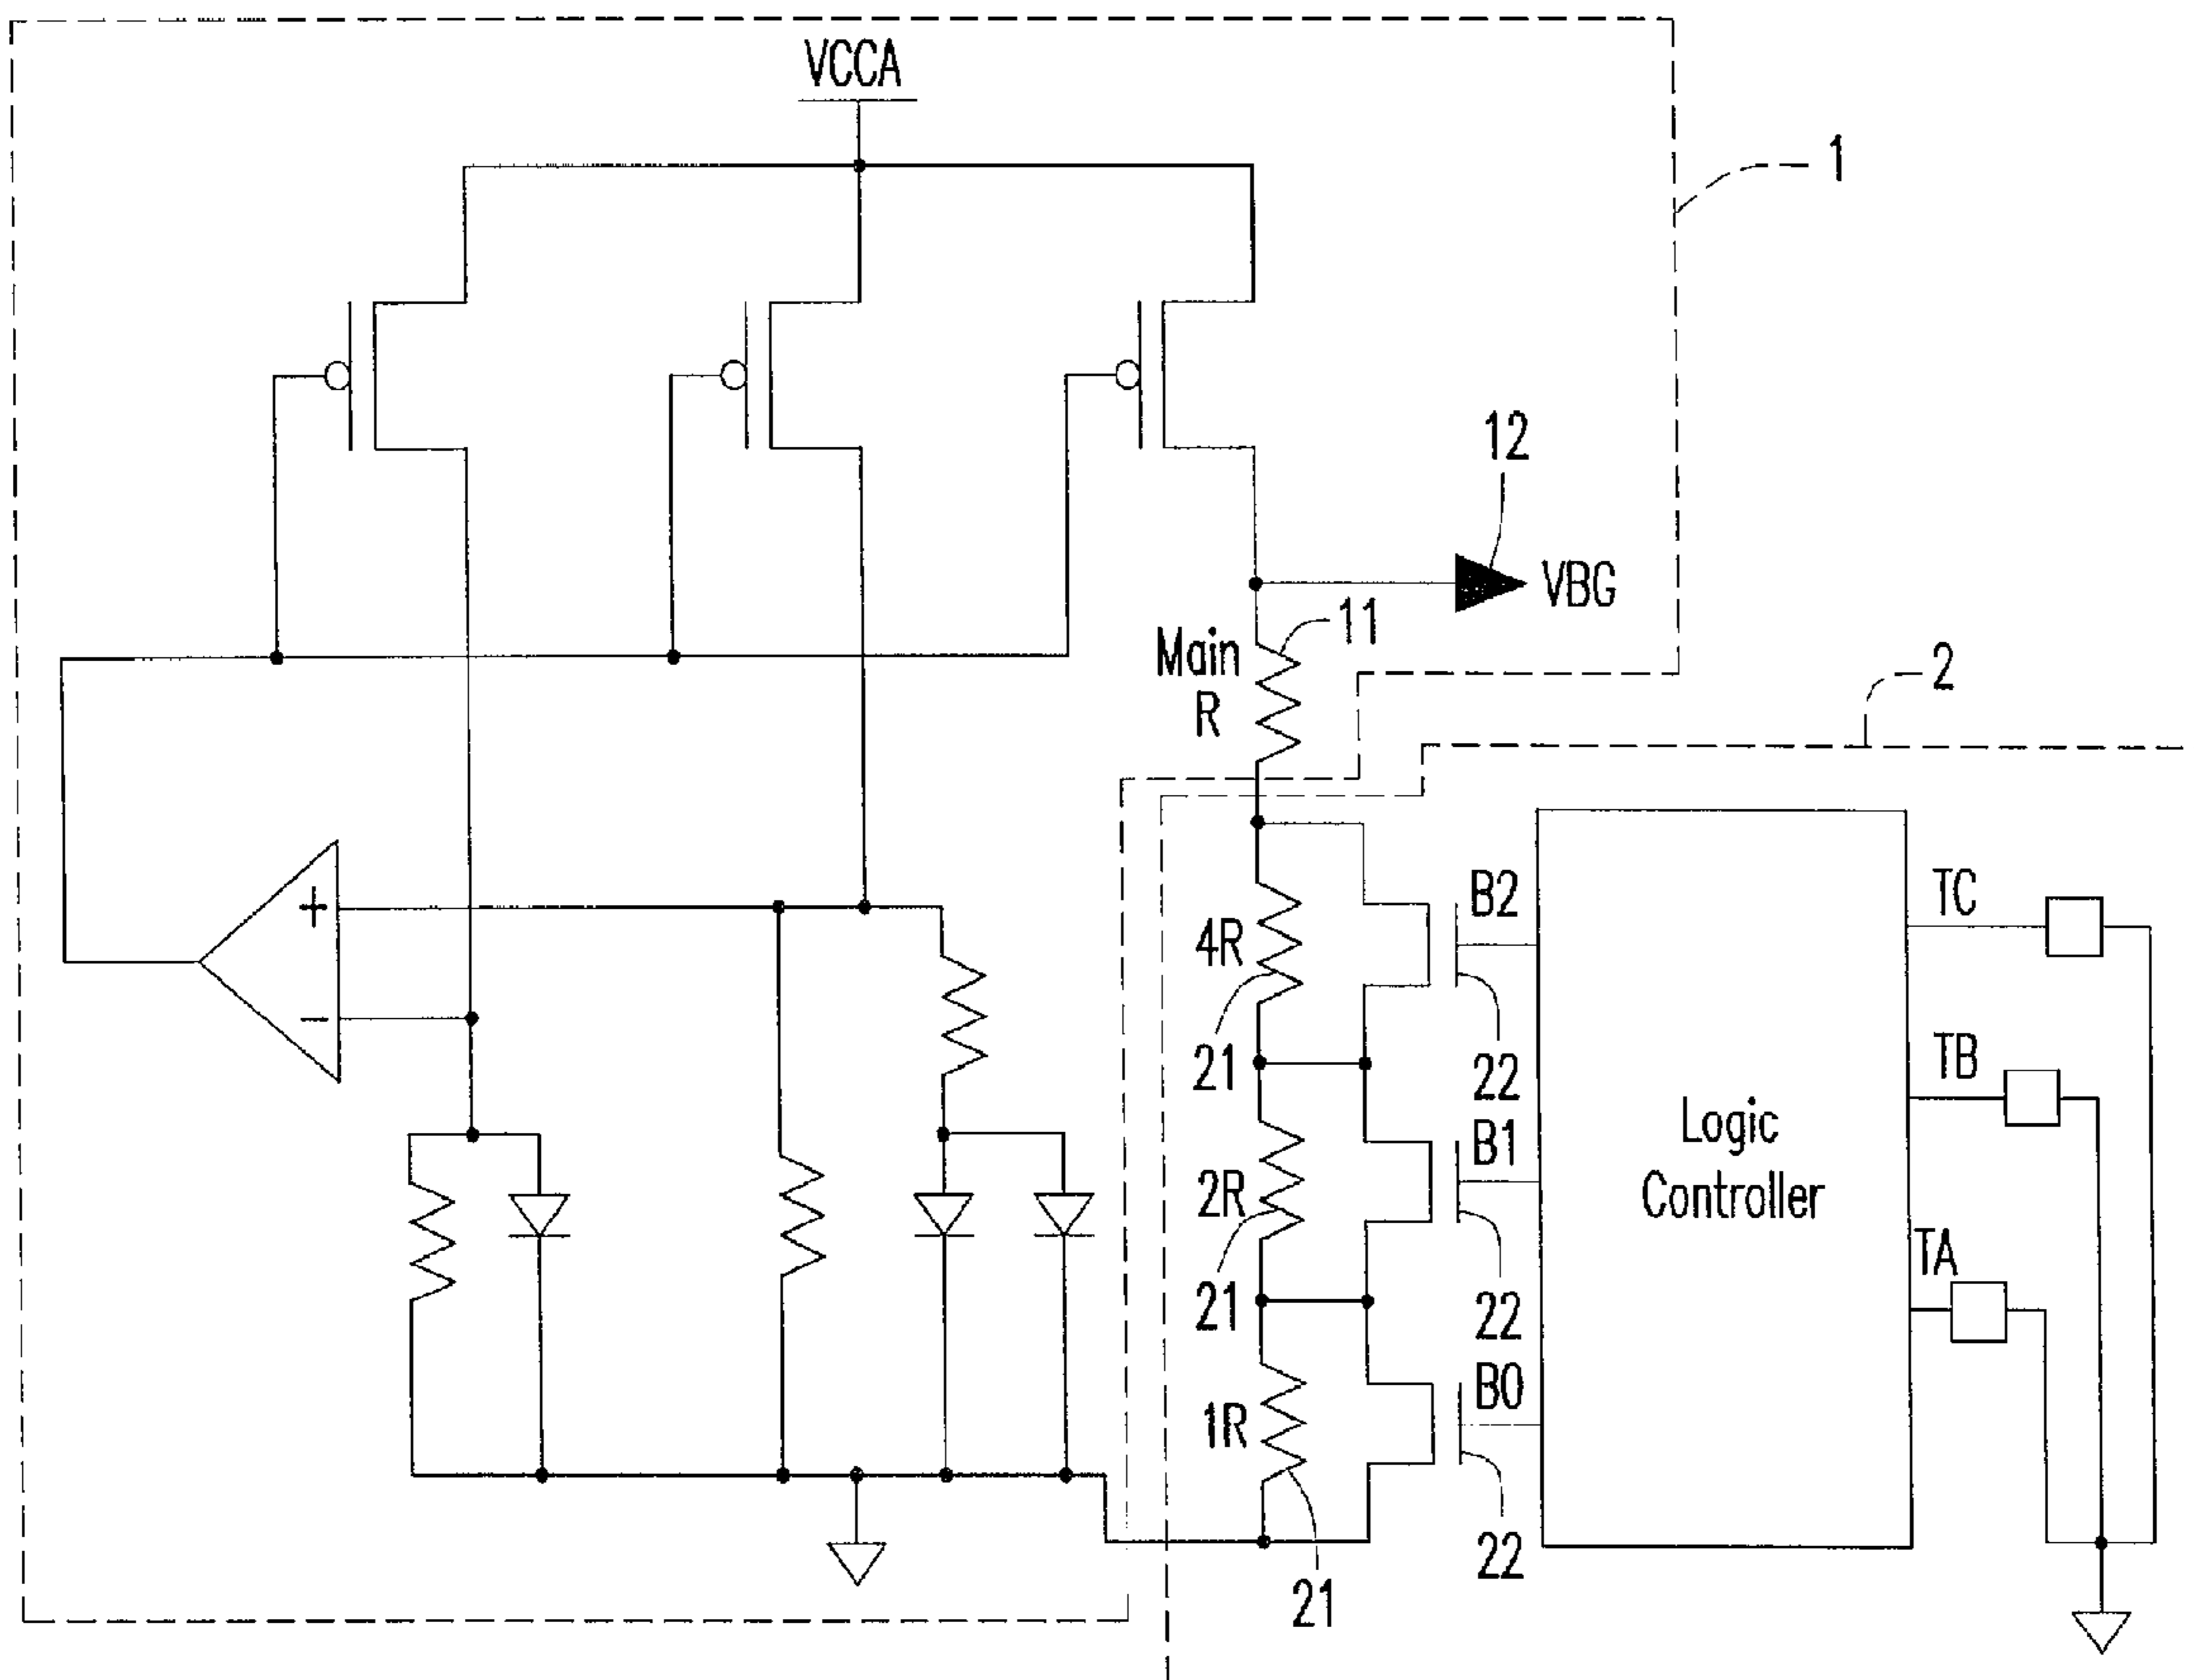 VCCA
1
12
VBG
11
Main
R
2
+
−
4R
21
B2
22
TC
2R
21
B1
22
TB
Logic
Controller
1R
21
B0
22
TA